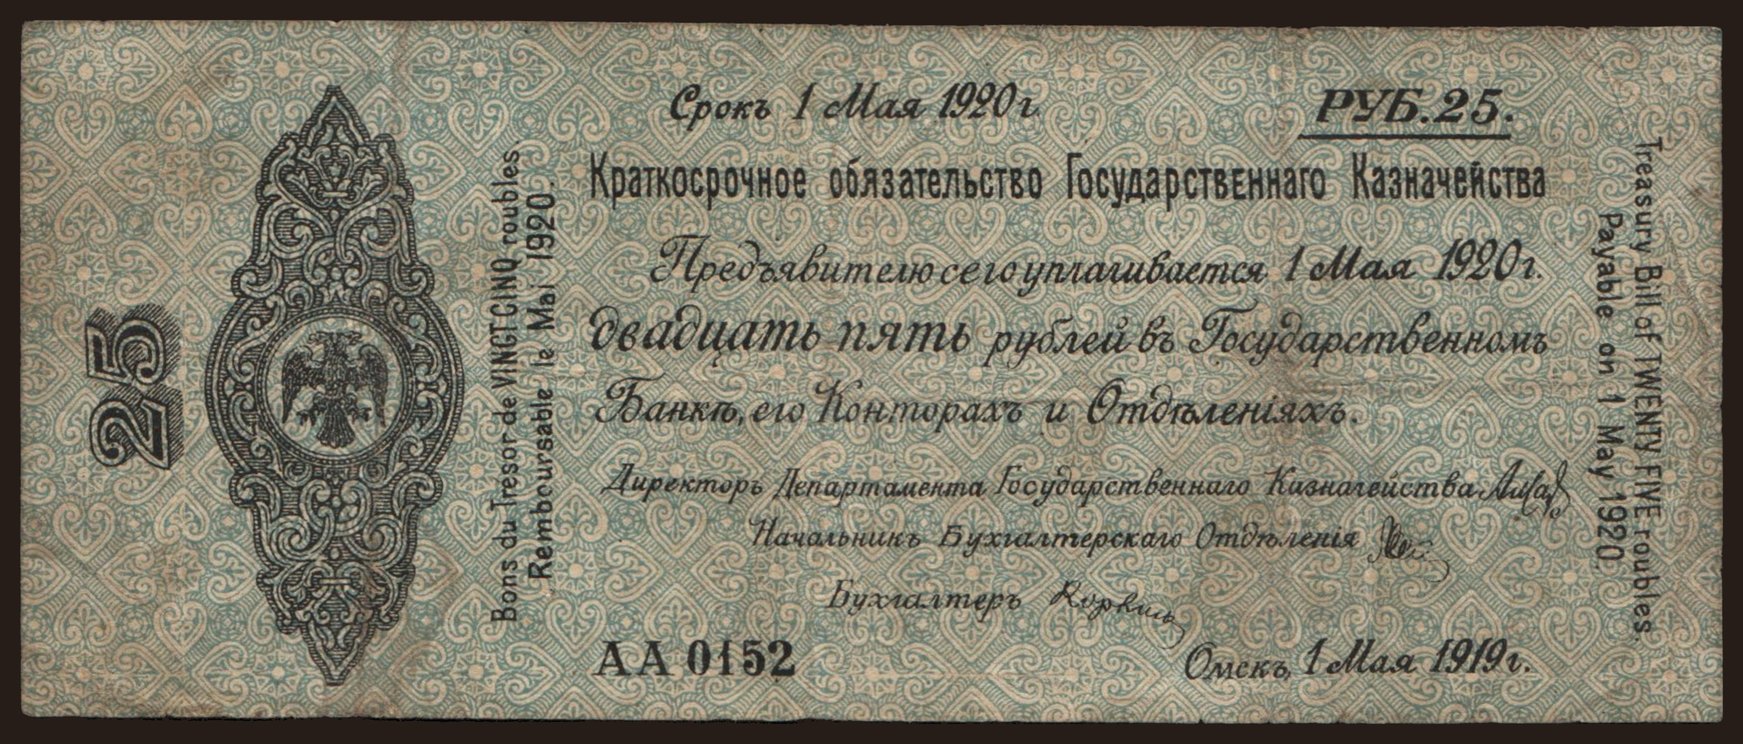 Срокъ 1 Мая 1920 г.
РУБ. 25.
Краткосрочное обязательство Государственнаго Казначейства
Предъявителю сего уплачивается 1 Мая 1920 г.
двадцать пять рублей въ Государственномъ
Банкѣ, его Конторахъ и Отдѣленіяхъ.
Директоръ Департамента Государственнаго Казначейства
Начальникъ Бухгалтерскаго Отдѣленія
Бухгалтеръ
АА 0152
Омскъ, 1 Мая 1919 г.
25
Bons du Tresor de VINGT CINQ roubles
Remboursable le Mai 1920.
Treasury Bill of TWENTY FIVE roubles.
Payable on 1 May 1920